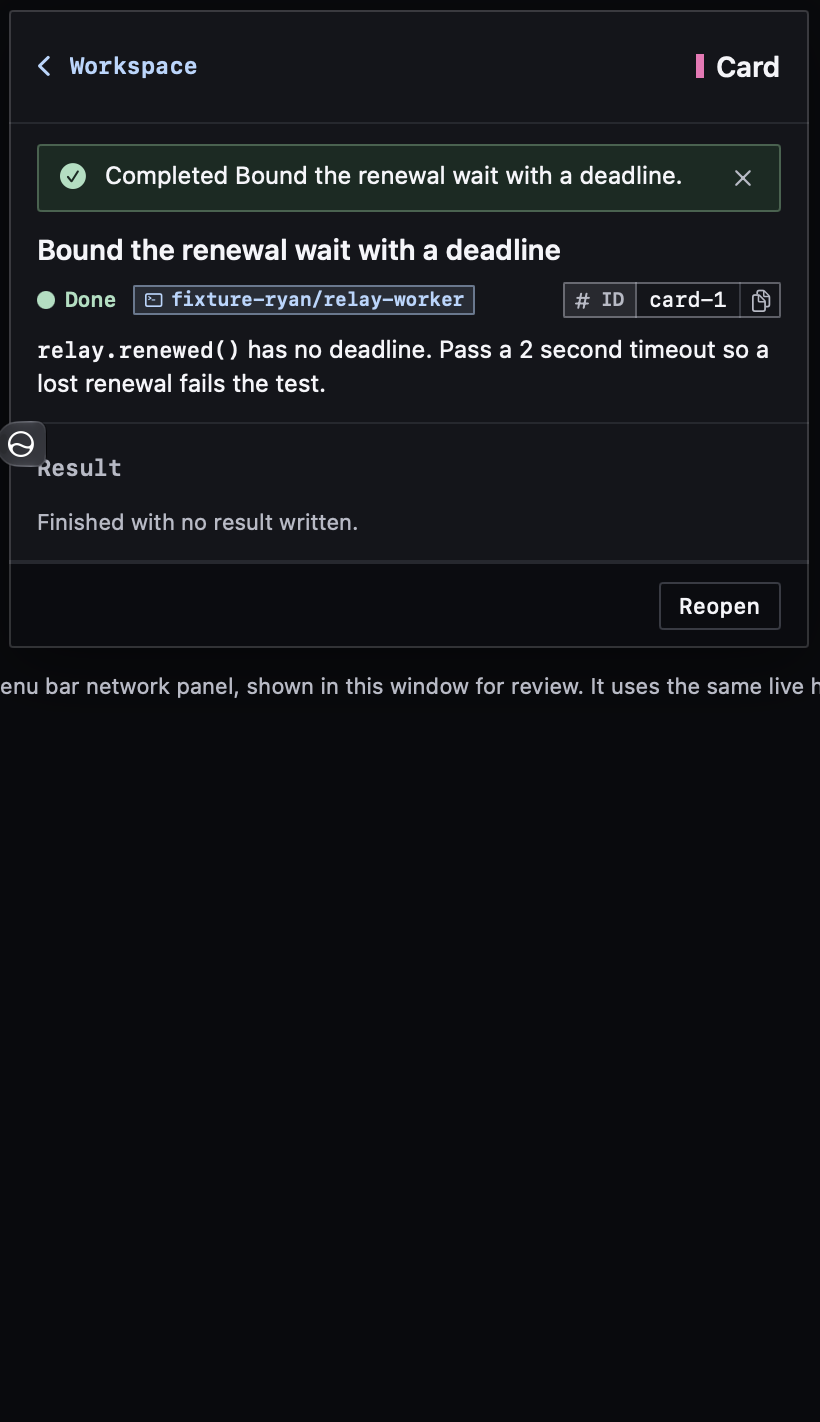 Workspace
Card
Completed Bound the renewal wait with a deadline.
Bound the renewal wait with a deadline
Done
fixture-ryan/relay-worker
# ID
card-1
relay.renewed() has no deadline. Pass a 2 second timeout so a
lost renewal fails the test.
Result
Finished with no result written.
Reopen
enu bar network panel, shown in this window for review. It uses the same live h